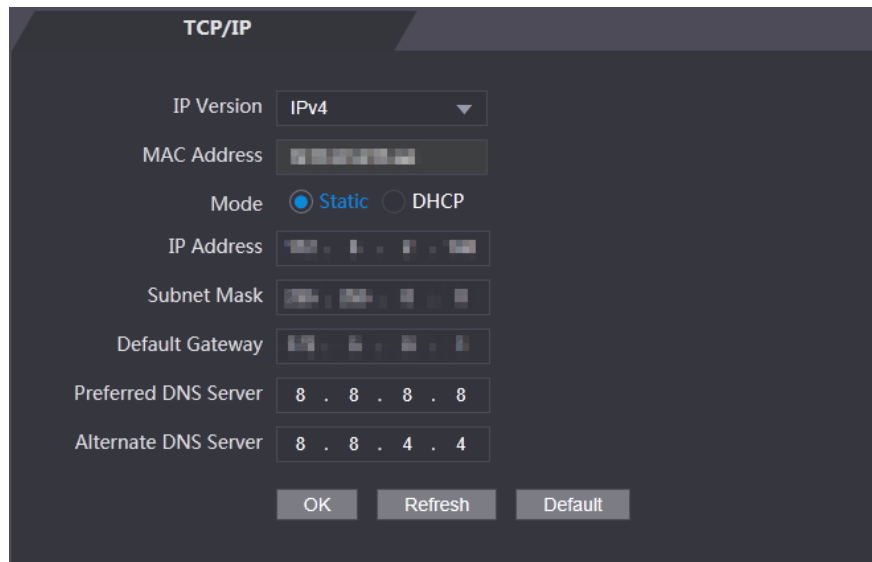 TCP/IP
IP Version IPv4
MAC Address
Mode Static DHCP
IP Address
Subnet Mask
Default Gateway
Preferred DNS Server 8 . 8 . 8 . 8
Alternate DNS Server 8 . 8 . 4 . 4
OK Refresh Default